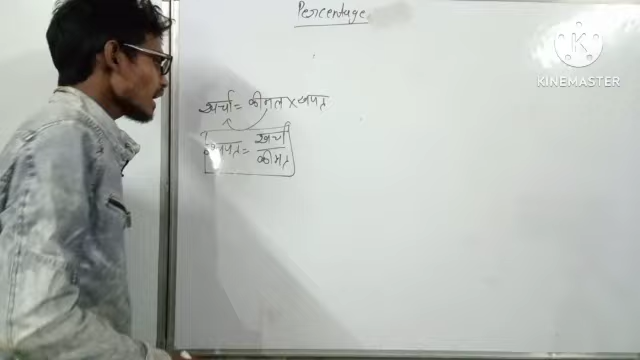 Percentage
KINEMASTER
खर्चा = कीमत × खपत
खपत = खर्चा / कीमत